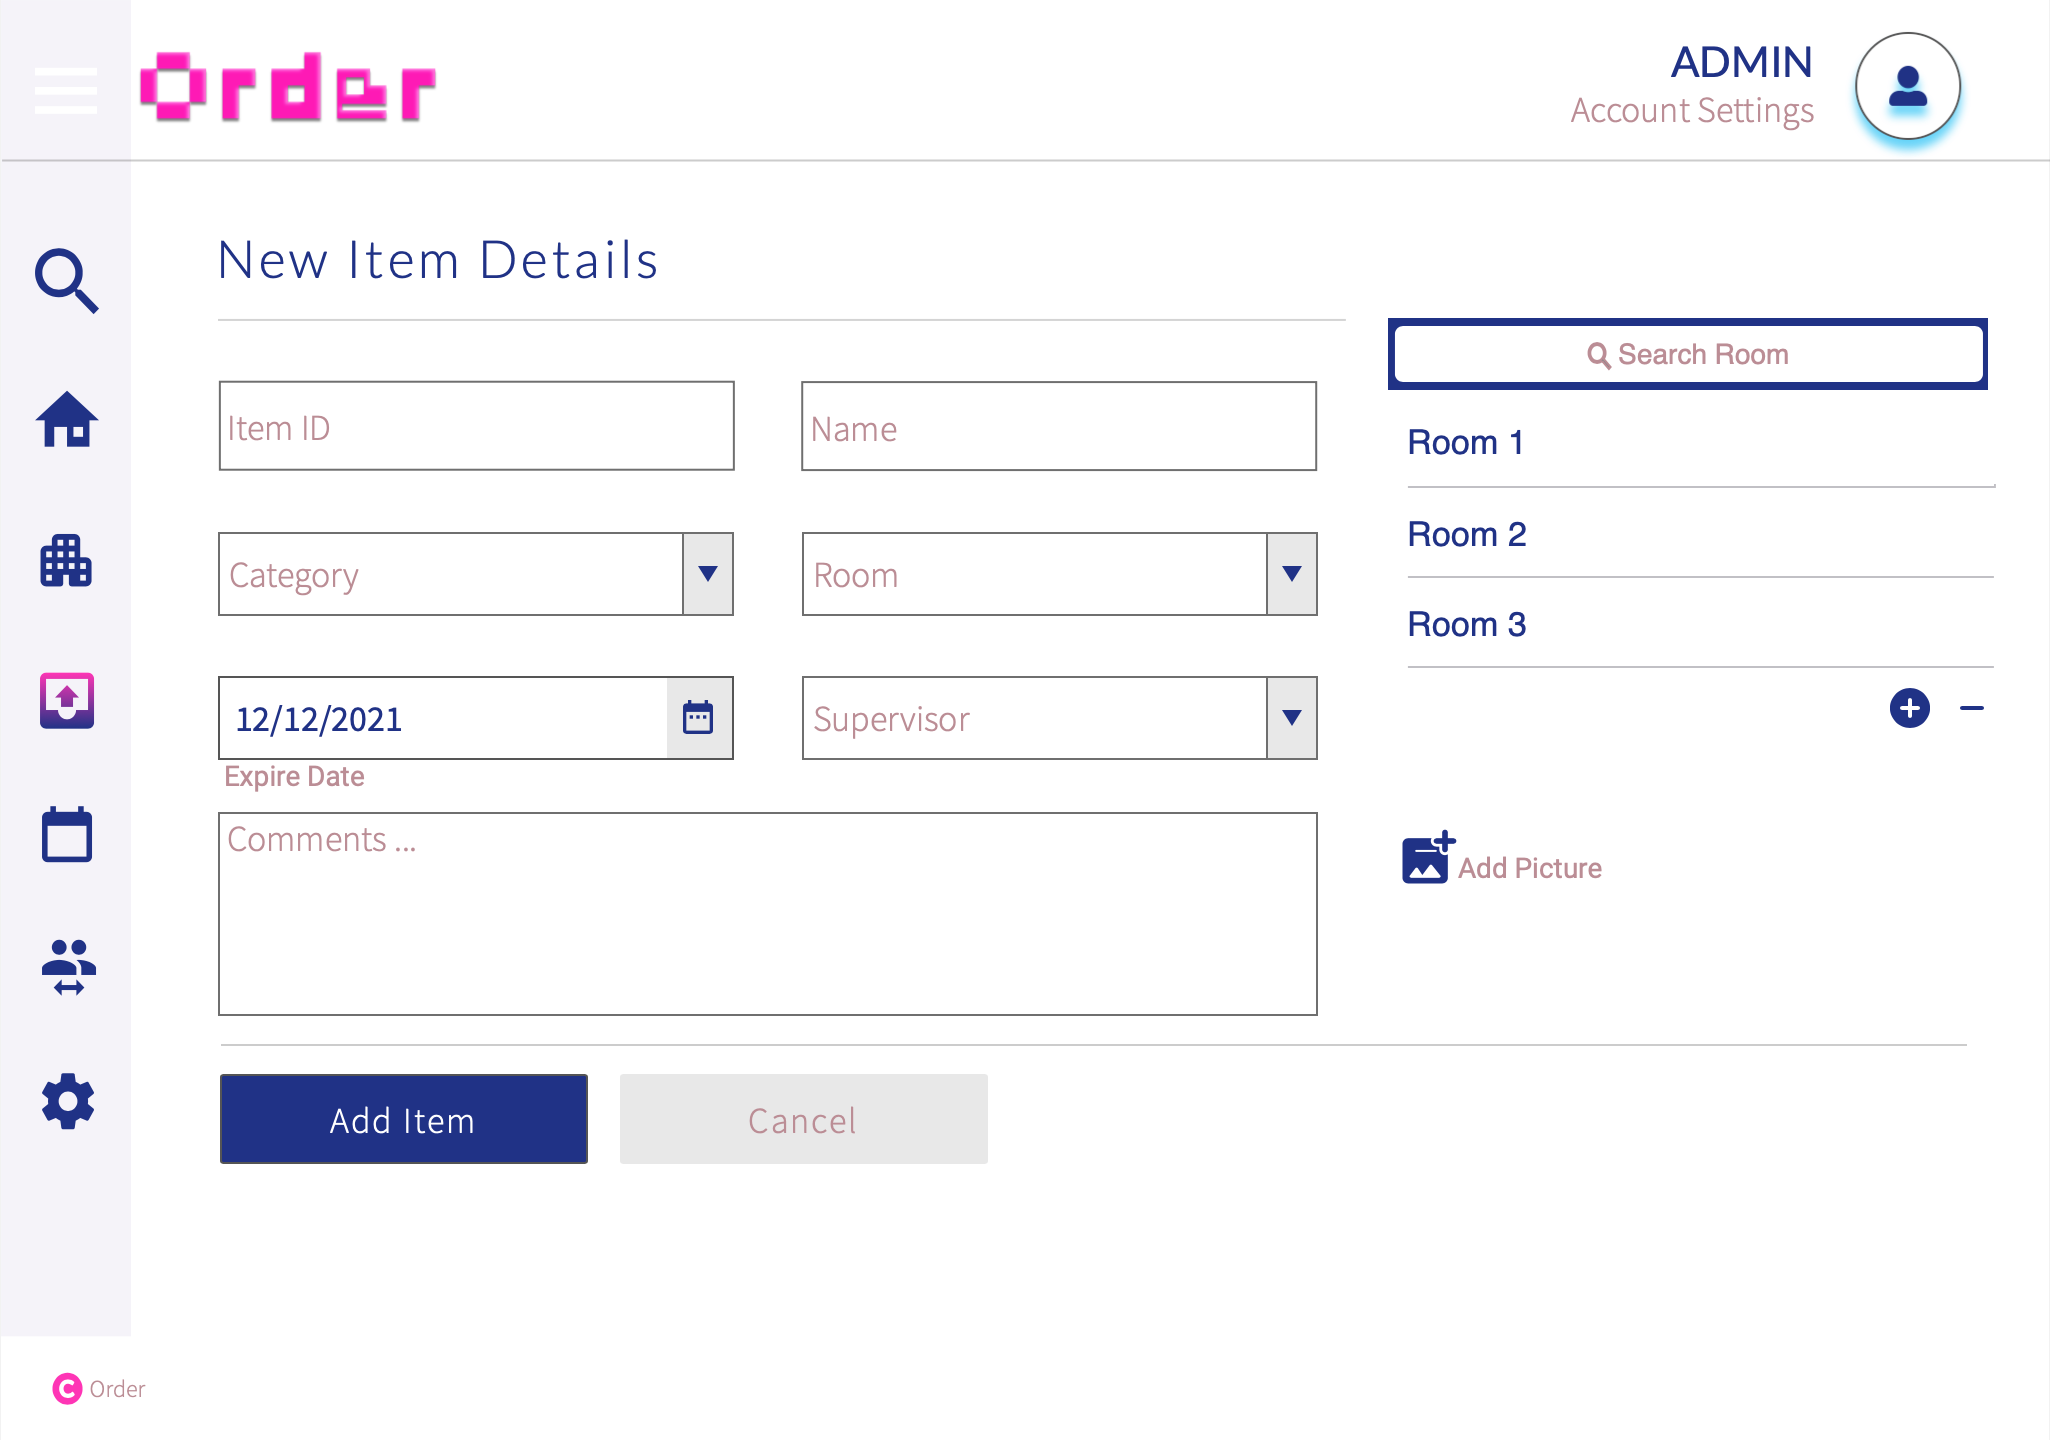 Order
ADMIN
Account Settings
New Item Details
Search Room
Item ID
Name
Room 1
Room 2
Category
Room
Room 3
12/12/2021
Supervisor
Expire Date
Comments ...
Add Picture
Add Item
Cancel
C Order